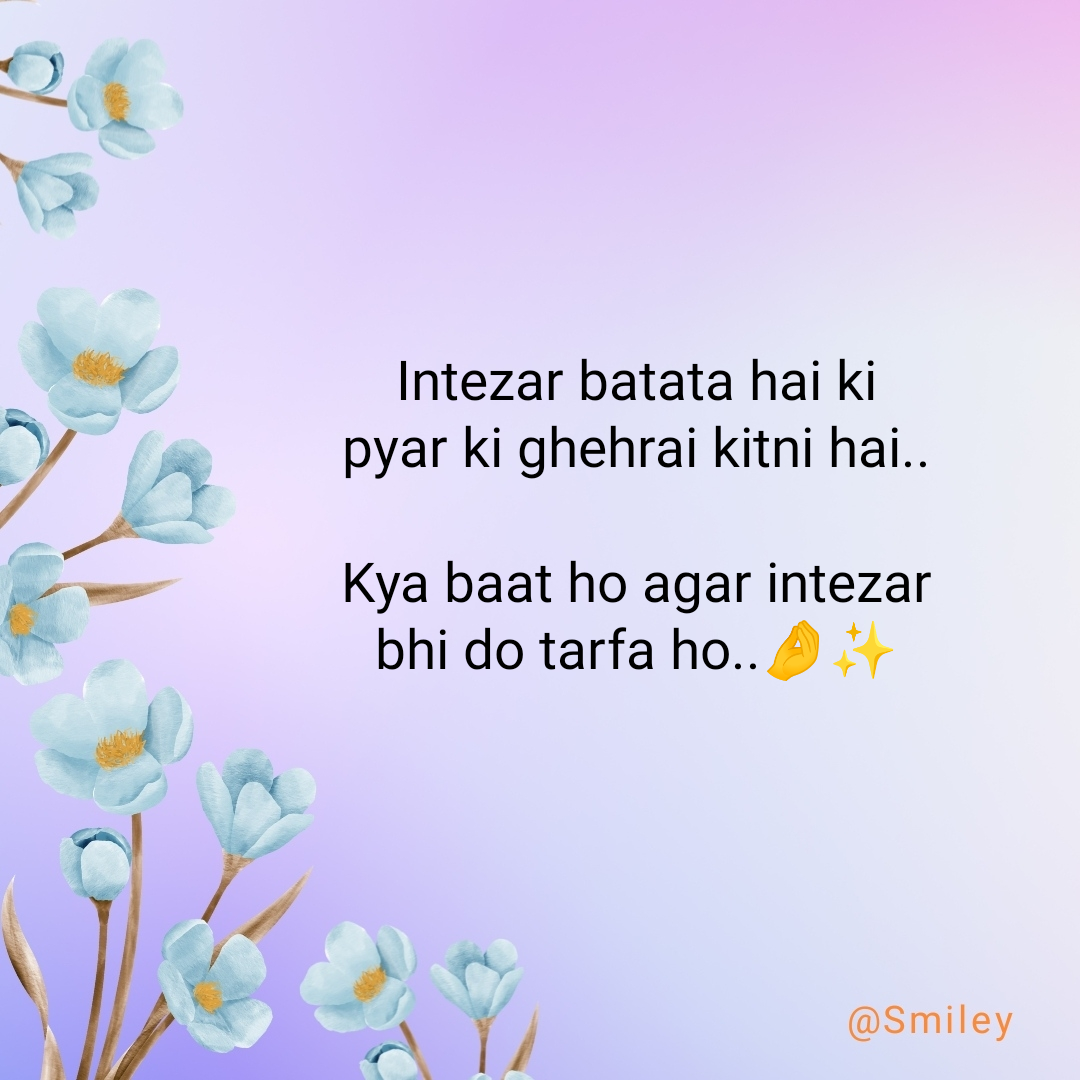 Intezar batata hai ki
pyar ki ghehrai kitni hai..
Kya baat ho agar intezar
bhi do tarfa ho..🤌✨
@Smiley